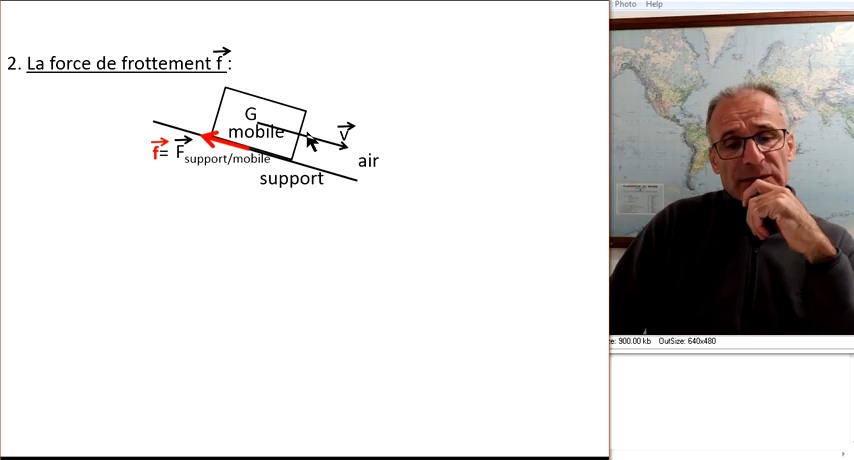 Photo Help
2. La force de frottement f :
G
mobile
v
f = F support/mobile
air
support
e: 900.00 kb OutSize: 640x480